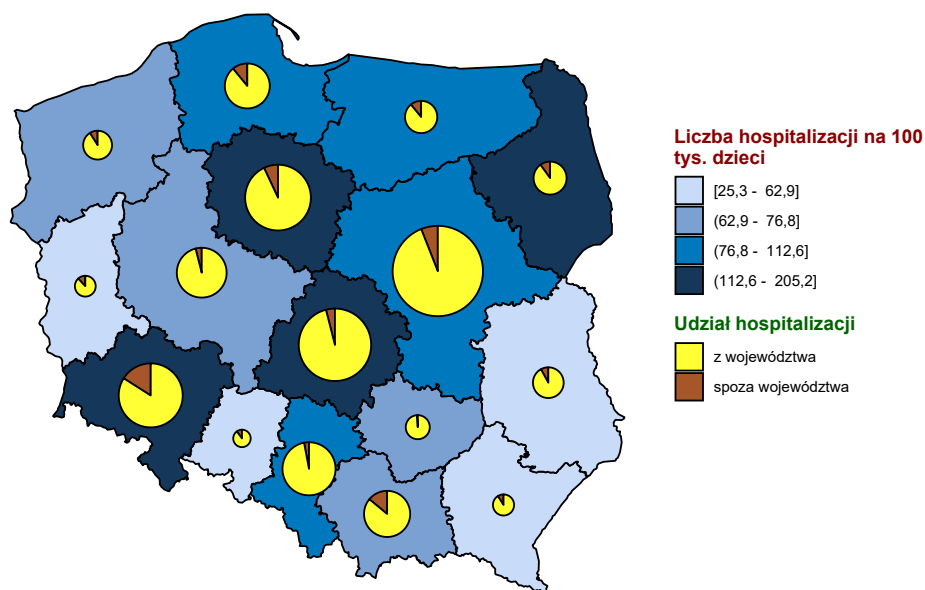 Liczba hospitalizacji na 100
tys. dzieci
[25,3 - 62,9]
(62,9 - 76,8]
(76,8 - 112,6]
(112,6 - 205,2]
Udział hospitalizacji
z województwa
spoza województwa